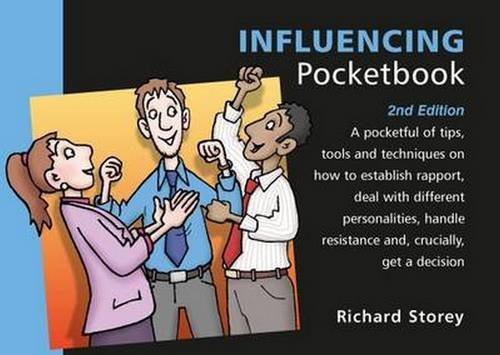 INFLUENCING
Pocketbook
2nd Edition
A pocketful of tips,
tools and techniques on
how to establish rapport,
deal with different
personalities, handle
resistance and, crucially,
get a decision
Richard Storey